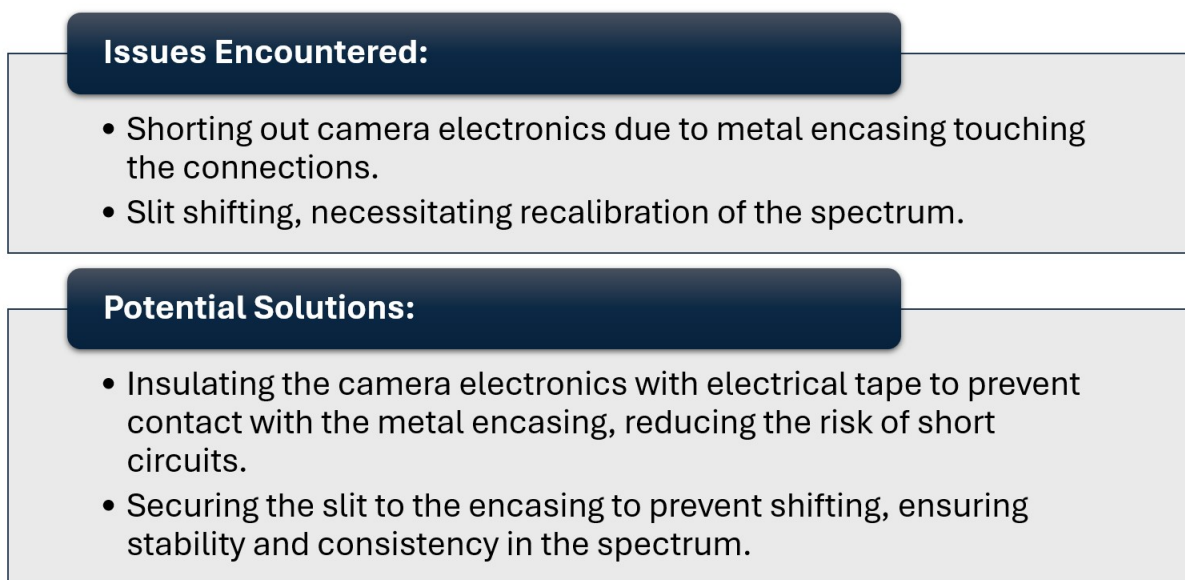 Issues Encountered:
• Shorting out camera electronics due to metal encasing touching
the connections.
• Slit shifting, necessitating recalibration of the spectrum.
Potential Solutions:
• Insulating the camera electronics with electrical tape to prevent
contact with the metal encasing, reducing the risk of short
circuits.
• Securing the slit to the encasing to prevent shifting, ensuring
stability and consistency in the spectrum.